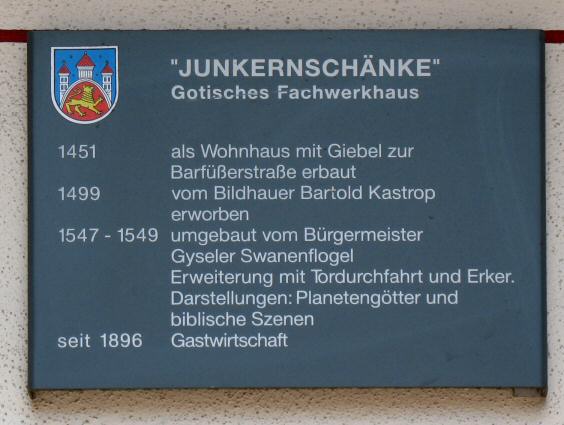 "JUNKERNSCHÄNKE"
Gotisches Fachwerkhaus
1451 als Wohnhaus mit Giebel zur
Barfüßerstraße erbaut
1499 vom Bildhauer Bartold Kastrop
erworben
1547 - 1549 umgebaut vom Bürgermeister
Gyseler Swanenflogel
Erweiterung mit Tordurchfahrt und Erker.
Darstellungen: Planetengötter und
biblische Szenen
seit 1896 Gastwirtschaft